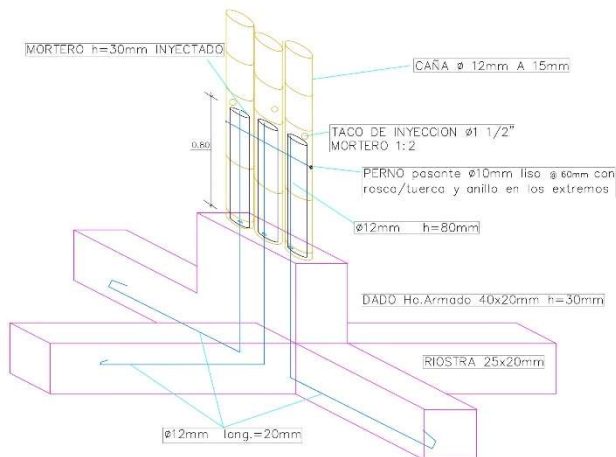 MORTERO h=30mm INYECTADO
CAÑA ø 12mm A 15mm
TACO DE INYECCION Ø1 1/2"
MORTERO 1:2
0.80
PERNO pasante Ø10mm liso @ 60mm con
rosca/tuerca y anillo en los extremos
Ø12mm h=80mm
DADO Ho.Armado 40x20mm h=30mm
RIOSTRA 25x20mm
Ø12mm long.=20mm